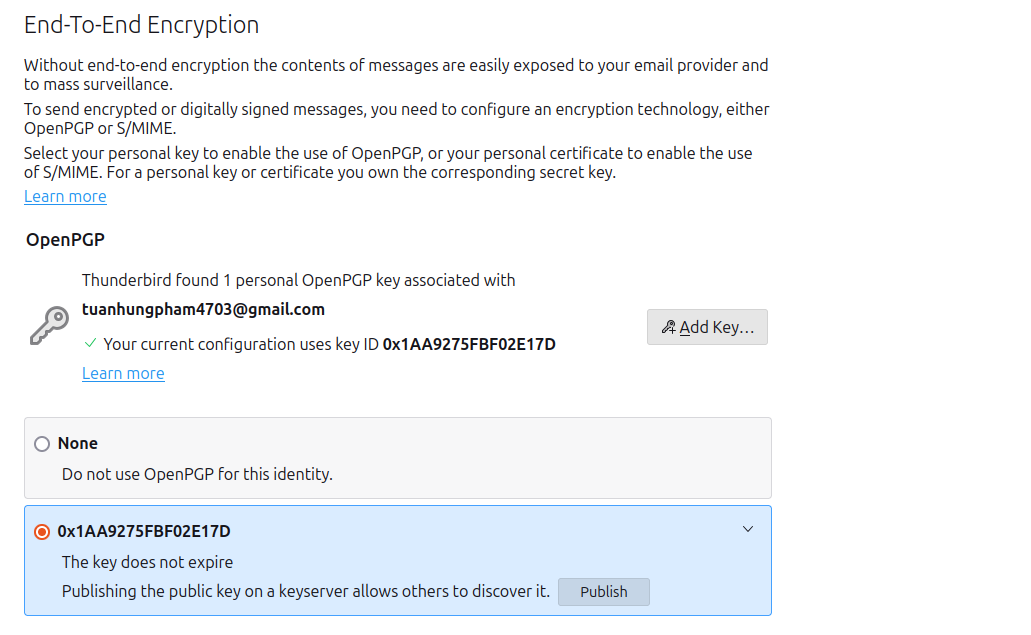 End-To-End Encryption
Without end-to-end encryption the contents of messages are easily exposed to your email provider and
to mass surveillance.
To send encrypted or digitally signed messages, you need to configure an encryption technology, either
OpenPGP or S/MIME.
Select your personal key to enable the use of OpenPGP, or your personal certificate to enable the use
of S/MIME. For a personal key or certificate you own the corresponding secret key.
Learn more
OpenPGP
Thunderbird found 1 personal OpenPGP key associated with
tuanhungpham4703@gmail.com
Your current configuration uses key ID 0x1AA9275FBF02E17D
Add Key…
Learn more
None
Do not use OpenPGP for this identity.
0x1AA9275FBF02E17D
The key does not expire
Publishing the public key on a keyserver allows others to discover it.
Publish